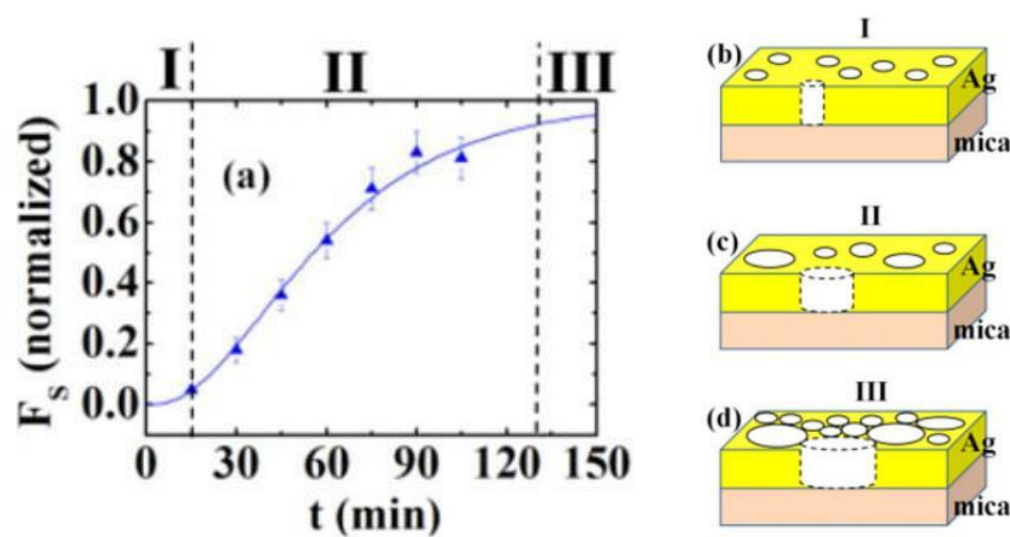 I II III
1.0
0.8
0.6
0.4
0.2
0.0
F_s (normalized)
(a)
0 30 60 90 120 150
t (min)
I
(b)
Ag
mica
II
(c)
Ag
mica
III
(d)
Ag
mica